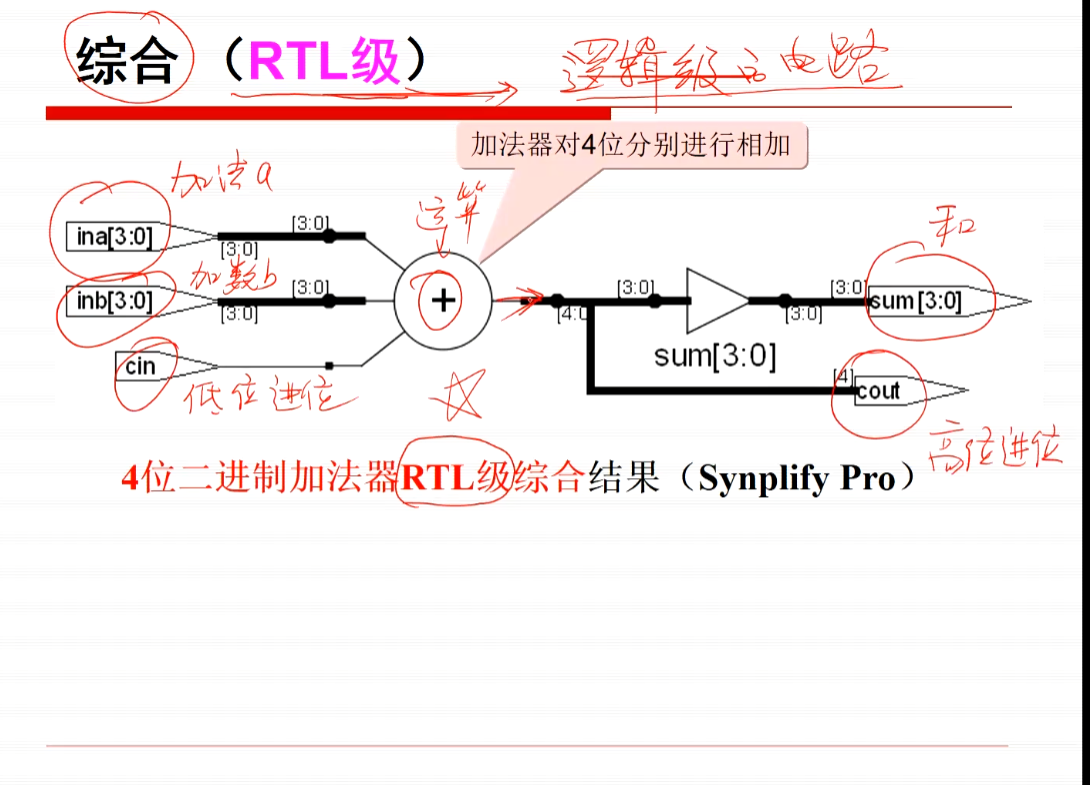 综合（RTL级）
逻辑级电路
加法器对4位分别进行相加
加法a
运算
和
ina[3:0]
[3:0]
[3:0]
加数b
inb[3:0]
[3:0]
[3:0]
+
[4:0
[3:0]
[3:0]
[3:0]
sum[3:0]
sum[3:0]
cin
低位进位
[4]
cout
高位进位
4位二进制加法器RTL级综合结果（Synplify Pro）